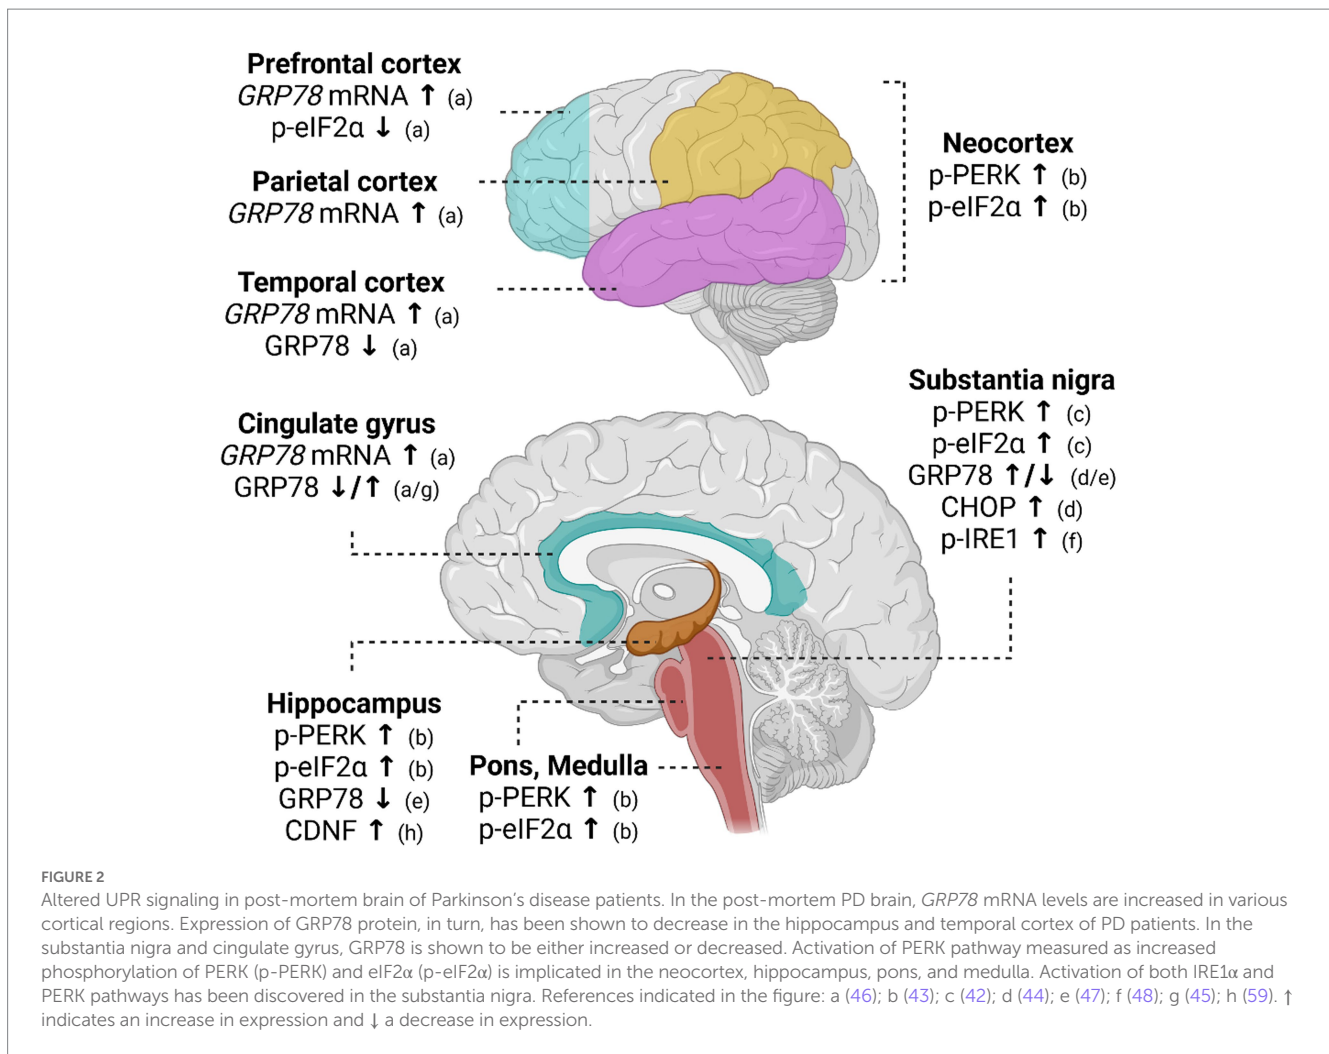 Prefrontal cortex
GRP78 mRNA ↑ (a)
p-eIF2α ↓ (a)
Parietal cortex
GRP78 mRNA ↑ (a)
Temporal cortex
GRP78 mRNA ↑ (a)
GRP78 ↓ (a)
Neocortex
p-PERK ↑ (b)
p-eIF2α ↑ (b)
Cingulate gyrus
GRP78 mRNA ↑ (a)
GRP78 ↓/↑ (a/g)
Substantia nigra
p-PERK ↑ (c)
p-eIF2α ↑ (c)
GRP78 ↑/↓ (d/e)
CHOP ↑ (d)
p-IRE1 ↑ (f)
Hippocampus
p-PERK ↑ (b)
p-eIF2α ↑ (b)
GRP78 ↓ (e)
CDNF ↑ (h)
Pons, Medulla
p-PERK ↑ (b)
p-eIF2α ↑ (b)
FIGURE 2
Altered UPR signaling in post-mortem brain of Parkinson's disease patients. In the post-mortem PD brain, GRP78 mRNA levels are increased in various
cortical regions. Expression of GRP78 protein, in turn, has been shown to decrease in the hippocampus and temporal cortex of PD patients. In the
substantia nigra and cingulate gyrus, GRP78 is shown to be either increased or decreased. Activation of PERK pathway measured as increased
phosphorylation of PERK (p-PERK) and eIF2α (p-eIF2α) is implicated in the neocortex, hippocampus, pons, and medulla. Activation of both IRE1α and
PERK pathways has been discovered in the substantia nigra. References indicated in the figure: a (46); b (43); c (42); d (44); e (47); f (48); g (45); h (59). ↑
indicates an increase in expression and ↓ a decrease in expression.